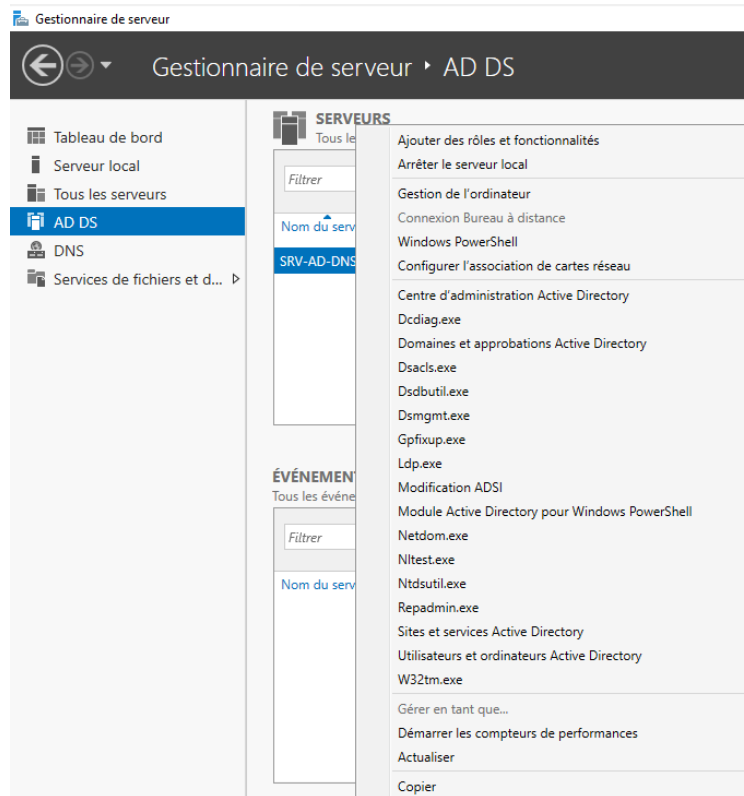 Gestionnaire de serveur
Gestionnaire de serveur ‣ AD DS
Tableau de bord
Serveur local
Tous les serveurs
AD DS
DNS
Services de fichiers et d...
SERVEURS
Tous le
Filtrer
Nom du serv
SRV-AD-DNS
ÉVÉNEMEN
Tous les événe
Filtrer
Nom du serv
Ajouter des rôles et fonctionnalités
Arrêter le serveur local
Gestion de l'ordinateur
Connexion Bureau à distance
Windows PowerShell
Configurer l'association de cartes réseau
Centre d'administration Active Directory
Dcdiag.exe
Domaines et approbations Active Directory
Dsacls.exe
Dsdbutil.exe
Dsmgmt.exe
Gpfixup.exe
Ldp.exe
Modification ADSI
Module Active Directory pour Windows PowerShell
Netdom.exe
Nltest.exe
Ntdsutil.exe
Repadmin.exe
Sites et services Active Directory
Utilisateurs et ordinateurs Active Directory
W32tm.exe
Gérer en tant que...
Démarrer les compteurs de performances
Actualiser
Copier